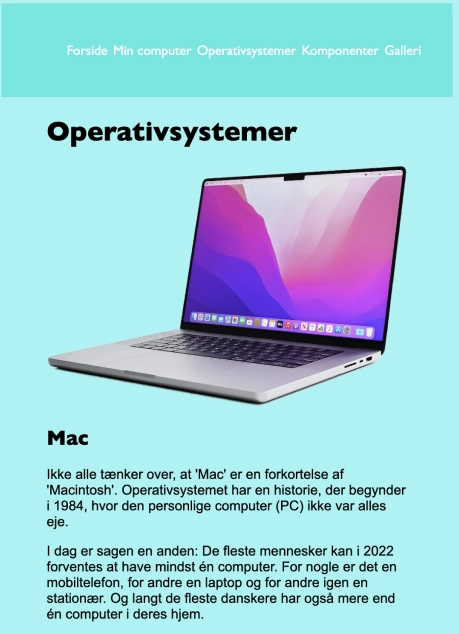 Forside Min computer Operativsystemer Komponenter Galleri
Operativsystemer
Mac
Ikke alle tænker over, at 'Mac' er en forkortelse af
'Macintosh'. Operativsystemet har en historie, der begynder
i 1984, hvor den personlige computer (PC) ikke var alles
eje.
I dag er sagen en anden: De fleste mennesker kan i 2022
forventes at have mindst én computer. For nogle er det en
mobiltelefon, for andre en laptop og for andre igen en
stationær. Og langt de fleste danskere har også mere end
én computer i deres hjem.